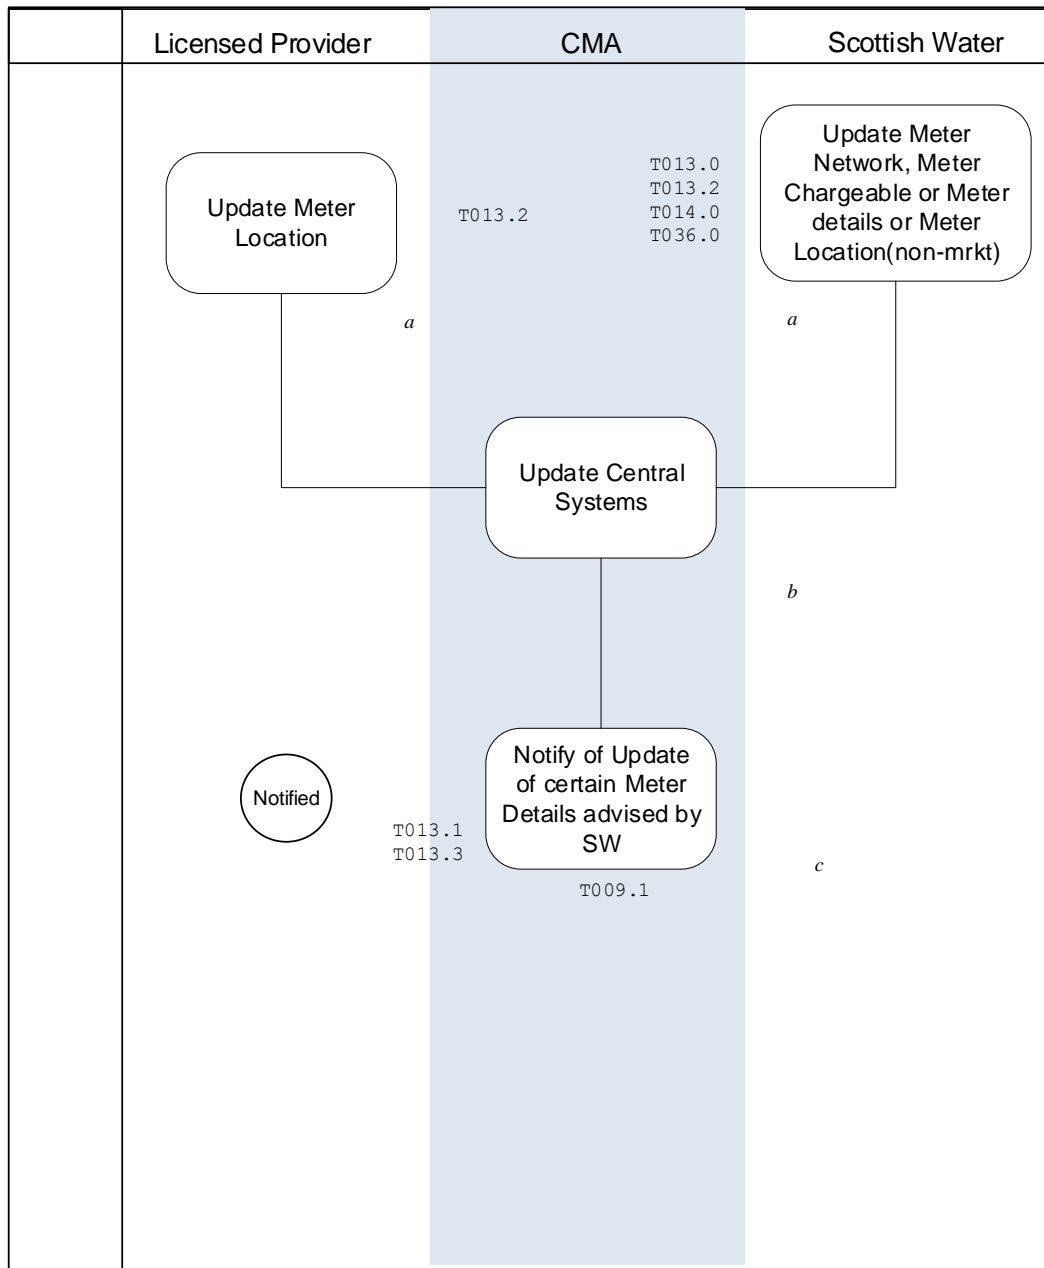 Licensed Provider
CMA
Scottish Water
Update Meter
Location
T013.2
T013.0
T013.2
T014.0
T036.0
Update Meter
Network, Meter
Chargeable or Meter
details or Meter
Location(non-mrkt)
a
a
Update Central
Systems
b
Notified
T013.1
T013.3
Notify of Update
of certain Meter
Details advised by
SW
T009.1
c